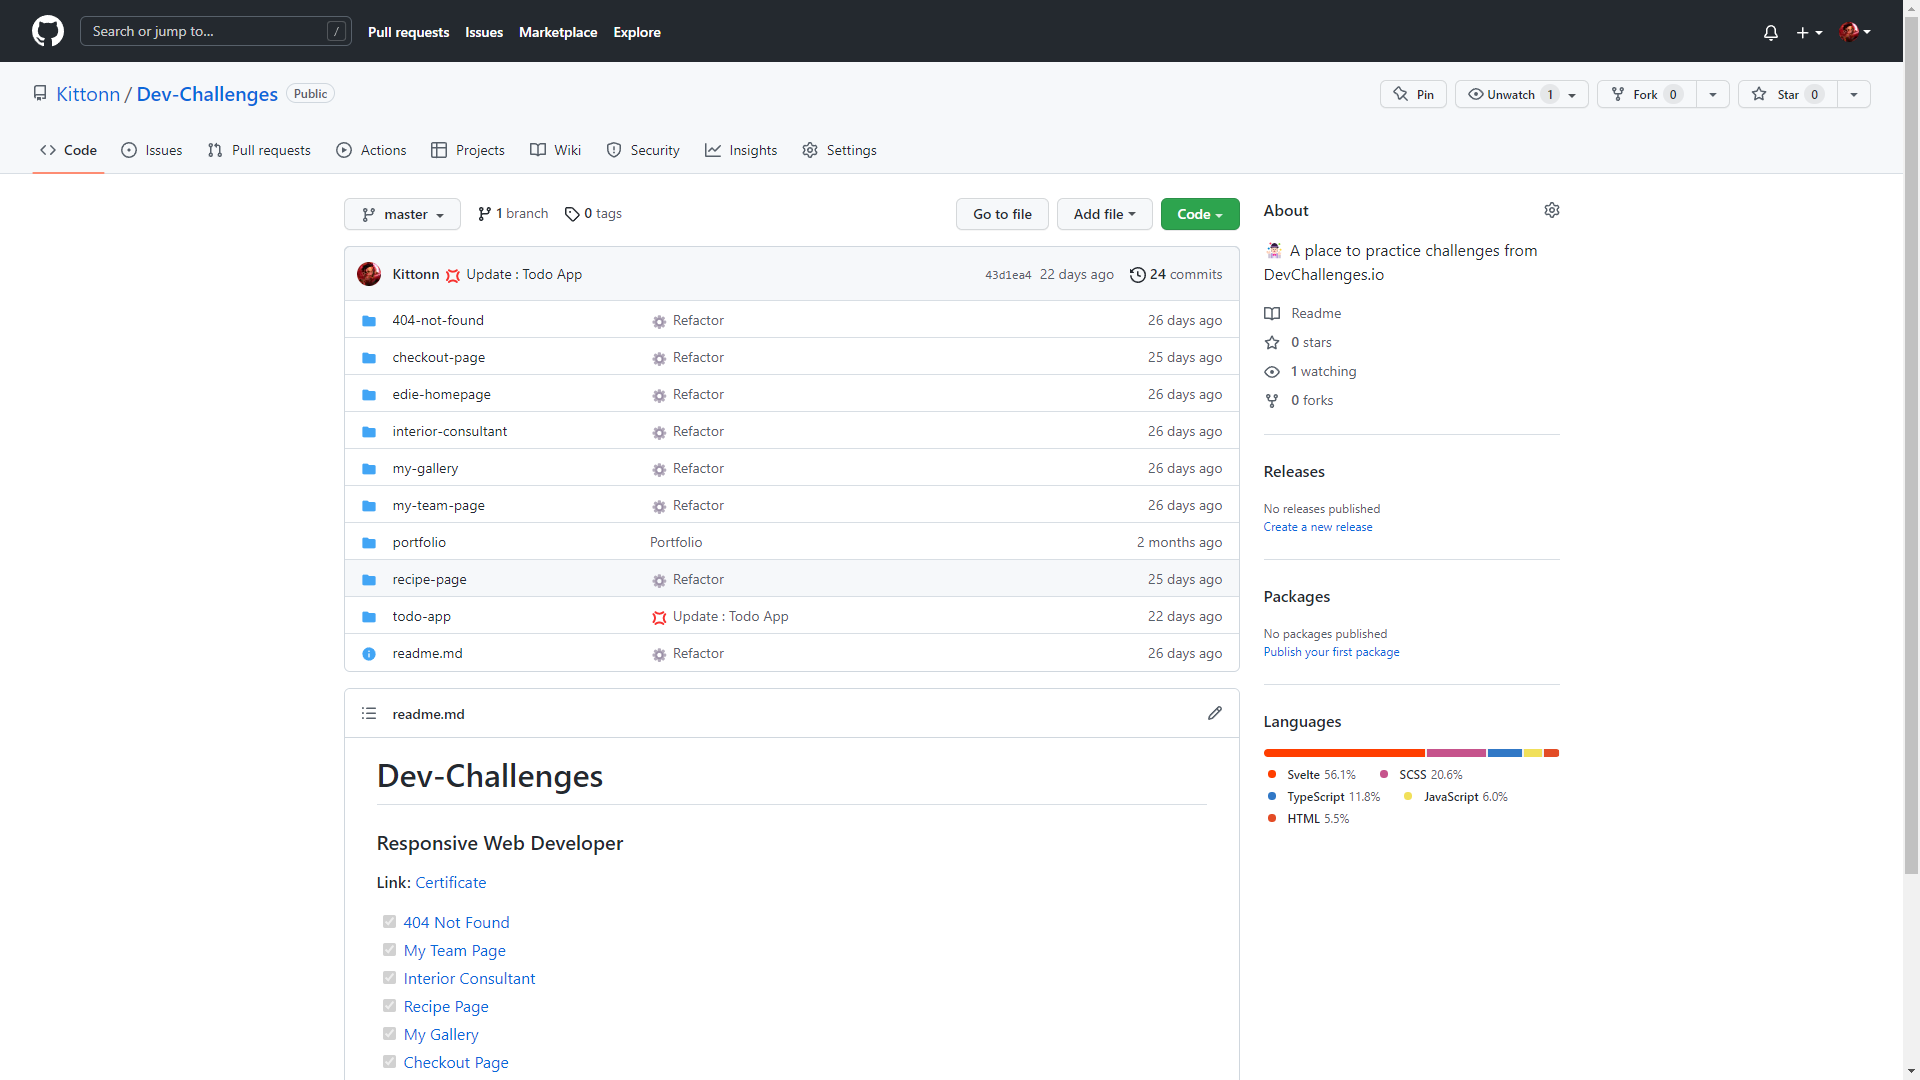 Search or jump to... /
Pull requests Issues Marketplace Explore
Kittonn / Dev-Challenges Public
Pin Unwatch 1 Fork 0 Star 0
Code Issues Pull requests Actions Projects Wiki Security Insights Settings
master 1 branch 0 tags Go to file Add file Code
Kittonn Update : Todo App 43d1ea4 22 days ago 24 commits
404-not-found Refactor 26 days ago
checkout-page Refactor 25 days ago
edie-homepage Refactor 26 days ago
interior-consultant Refactor 26 days ago
my-gallery Refactor 26 days ago
my-team-page Refactor 26 days ago
portfolio Portfolio 2 months ago
recipe-page Refactor 25 days ago
todo-app Update : Todo App 22 days ago
readme.md Refactor 26 days ago
readme.md
Dev-Challenges
Responsive Web Developer
Link: Certificate
404 Not Found
My Team Page
Interior Consultant
Recipe Page
My Gallery
Checkout Page
About
A place to practice challenges from
DevChallenges.io
Readme
0 stars
1 watching
0 forks
Releases
No releases published
Create a new release
Packages
No packages published
Publish your first package
Languages
Svelte 56.1% SCSS 20.6%
TypeScript 11.8% JavaScript 6.0%
HTML 5.5%